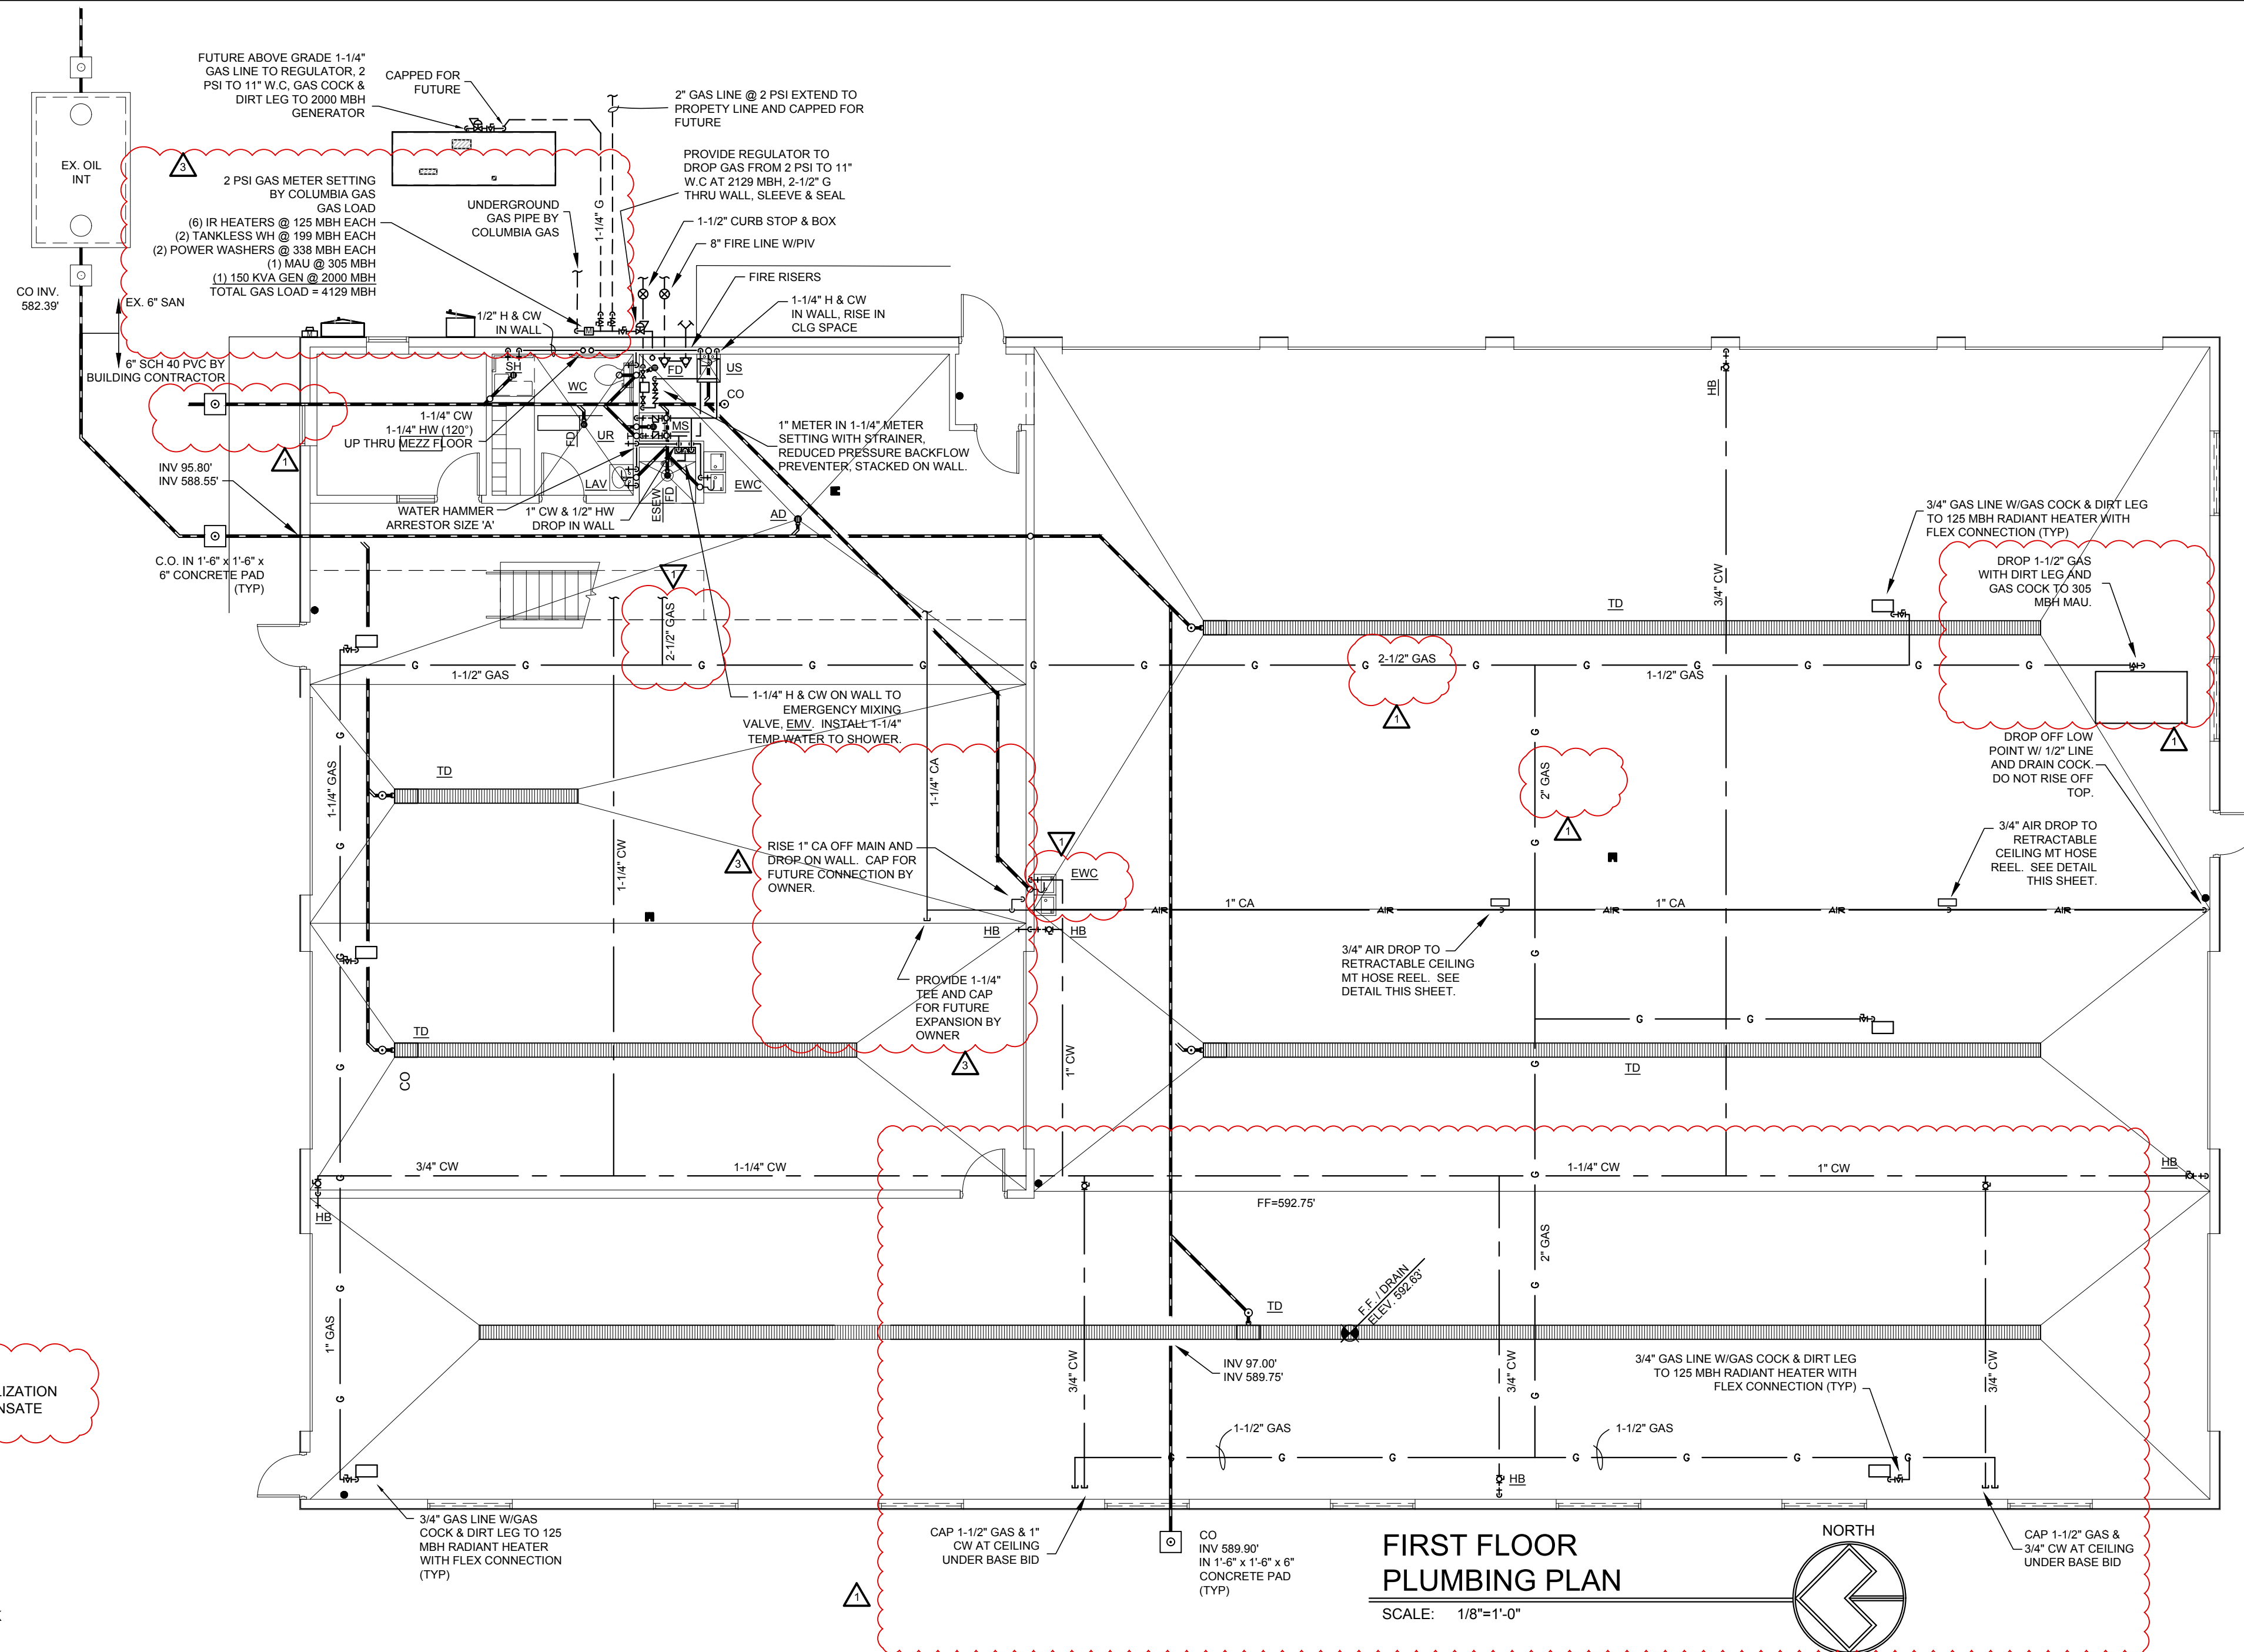 FUTURE ABOVE GRADE 1-1/4"
GAS LINE TO REGULATOR, 2
PSI TO 11" W.C, GAS COCK &
DIRT LEG TO 2000 MBH
GENERATOR
CAPPED FOR
FUTURE
2" GAS LINE @ 2 PSI EXTEND TO
PROPETY LINE AND CAPPED FOR
FUTURE
EX. OIL
INT
3
2 PSI GAS METER SETTING
BY COLUMBIA GAS
GAS LOAD
(6) IR HEATERS @ 125 MBH EACH
(2) TANKLESS WH @ 199 MBH EACH
(2) POWER WASHERS @ 338 MBH EACH
(1) MAU @ 305 MBH
(1) 150 KVA GEN @ 2000 MBH
TOTAL GAS LOAD = 4129 MBH
UNDERGROUND
GAS PIPE BY
COLUMBIA GAS
1-1/4" G
PROVIDE REGULATOR TO
DROP GAS FROM 2 PSI TO 11"
W.C AT 2129 MBH, 2-1/2" G
THRU WALL, SLEEVE & SEAL
1-1/2" CURB STOP & BOX
8" FIRE LINE W/PIV
FIRE RISERS
1-1/4" H & CW
IN WALL, RISE IN
CLG SPACE
CO INV.
582.39'
EX. 6" SAN
1/2" H & CW
IN WALL
M
M
6" SCH 40 PVC BY
BUILDING CONTRACTOR
SH
WC
FD
US
CO
HB
1-1/4" CW
1-1/4" HW (120°)
UP THRU MEZZ FLOOR
FD
UR
MS
1" METER IN 1-1/4" METER
SETTING WITH STRAINER,
REDUCED PRESSURE BACKFLOW
PREVENTER, STACKED ON WALL.
1
INV 95.80'
INV 588.55'
LAV
ESEW
FD
EWC
WATER HAMMER
ARRESTOR SIZE 'A'
1" CW & 1/2" HW
DROP IN WALL
AD
3/4" GAS LINE W/GAS COCK & DIRT LEG
TO 125 MBH RADIANT HEATER WITH
FLEX CONNECTION (TYP)
C.O. IN 1'-6" x 1'-6" x
6" CONCRETE PAD
(TYP)
1
3/4" CW
DROP 1-1/2" GAS
WITH DIRT LEG AND
GAS COCK TO 305
MBH MAU.
TD
2-1/2" GAS
G G G G G G G G G G G G G G
1-1/2" GAS
2-1/2" GAS
1-1/2" GAS
1-1/4" H & CW ON WALL TO
EMERGENCY MIXING
VALVE, EMV. INSTALL 1-1/4"
TEMP WATER TO SHOWER.
1
1
DROP OFF LOW
POINT W/ 1/2" LINE
AND DRAIN COCK.
DO NOT RISE OFF
TOP.
G
G
TD
1-1/4" GAS
1-1/4" CA
2" GAS
1
1-1/4" CW
RISE 1" CA OFF MAIN AND
DROP ON WALL. CAP FOR
FUTURE CONNECTION BY
OWNER.
3
1
EWC
G
G
3/4" AIR DROP TO
RETRACTABLE
CEILING MT HOSE
REEL. SEE DETAIL
THIS SHEET.
AIR
1" CA
AIR
AIR
1" CA
AIR
AIR
HB
HB
3/4" AIR DROP TO
RETRACTABLE CEILING
MT HOSE REEL. SEE
DETAIL THIS SHEET.
G
G
PROVIDE 1-1/4"
TEE AND CAP
FOR FUTURE
EXPANSION BY
OWNER
3
G
G
TD
CO
G
1" CW
G
TD
3/4" CW
1-1/4" CW
1-1/4" CW
1" CW
HB
G
G
HB
FF=592.75'
2" GAS
G
G
F.F. / DRAIN
ELEV. 592.63'
TD
1" GAS
INV 97.00'
INV 589.75'
3/4" CW
3/4" CW
3/4" CW
3/4" GAS LINE W/GAS COCK & DIRT LEG
TO 125 MBH RADIANT HEATER WITH
FLEX CONNECTION (TYP)
G
G
1-1/2" GAS
1-1/2" GAS
G G G G G G G
HB
3/4" GAS LINE W/GAS
COCK & DIRT LEG TO 125
MBH RADIANT HEATER
WITH FLEX CONNECTION
(TYP)
CAP 1-1/2" GAS & 1"
CW AT CEILING
UNDER BASE BID
CO
INV 589.90'
IN 1'-6" x 1'-6" x 6"
CONCRETE PAD
(TYP)
CAP 1-1/2" GAS &
3/4" CW AT CEILING
UNDER BASE BID
1
LIZATION
NSATE
FIRST FLOOR
PLUMBING PLAN
SCALE: 1/8"=1'-0"
NORTH